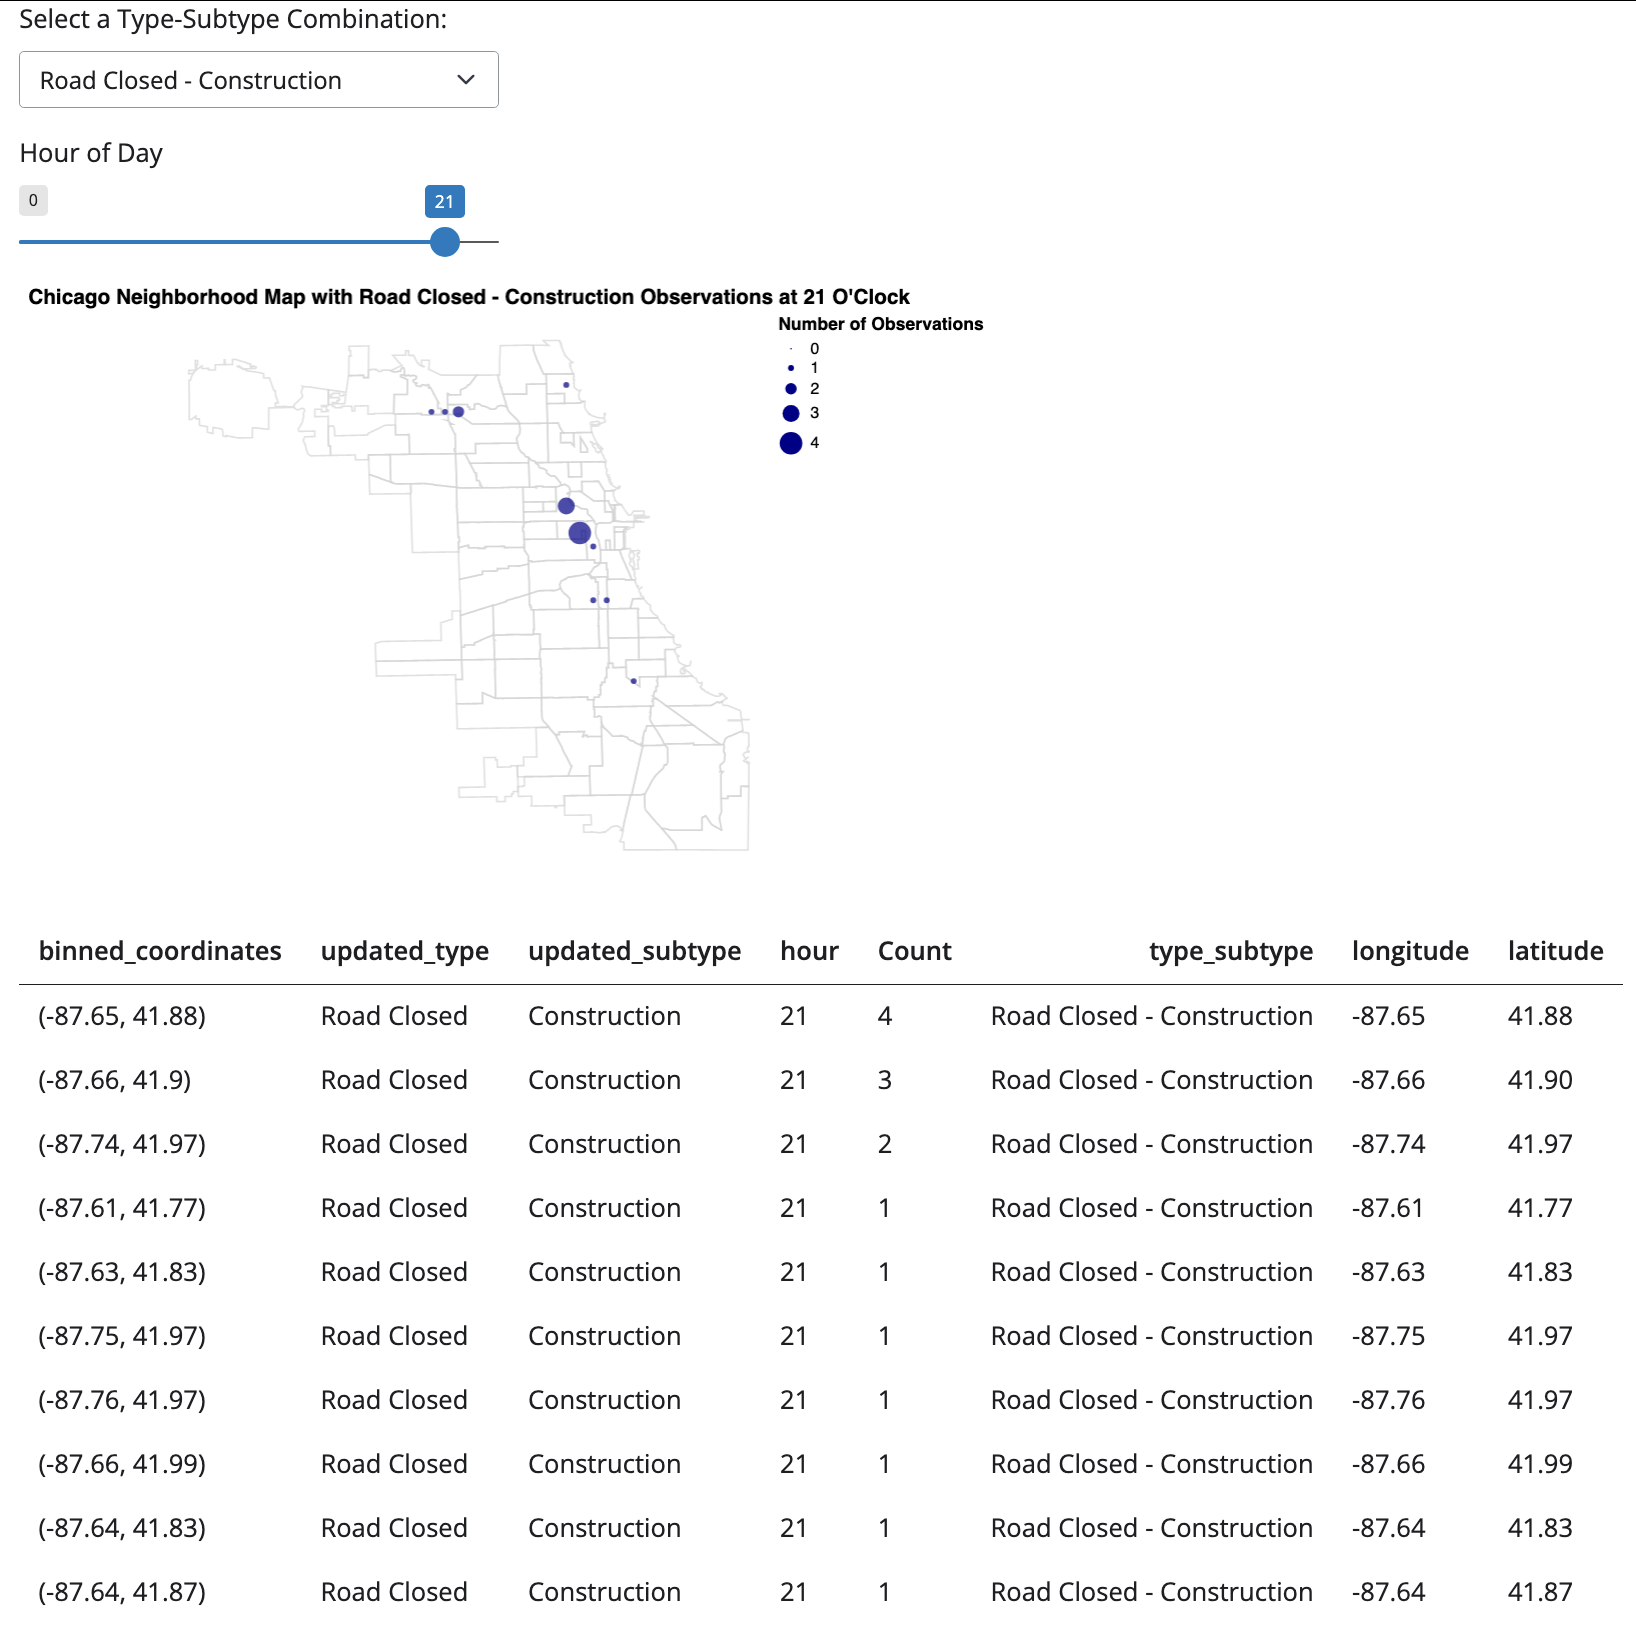 Select a Type-Subtype Combination:
Road Closed - Construction
Hour of Day
0
21
Chicago Neighborhood Map with Road Closed - Construction Observations at 21 O'Clock
Number of Observations
0
1
2
3
4
binned_coordinates updated_type updated_subtype hour Count type_subtype longitude latitude
(-87.65, 41.88) Road Closed Construction 21 4 Road Closed - Construction -87.65 41.88
(-87.66, 41.9) Road Closed Construction 21 3 Road Closed - Construction -87.66 41.90
(-87.74, 41.97) Road Closed Construction 21 2 Road Closed - Construction -87.74 41.97
(-87.61, 41.77) Road Closed Construction 21 1 Road Closed - Construction -87.61 41.77
(-87.63, 41.83) Road Closed Construction 21 1 Road Closed - Construction -87.63 41.83
(-87.75, 41.97) Road Closed Construction 21 1 Road Closed - Construction -87.75 41.97
(-87.76, 41.97) Road Closed Construction 21 1 Road Closed - Construction -87.76 41.97
(-87.66, 41.99) Road Closed Construction 21 1 Road Closed - Construction -87.66 41.99
(-87.64, 41.83) Road Closed Construction 21 1 Road Closed - Construction -87.64 41.83
(-87.64, 41.87) Road Closed Construction 21 1 Road Closed - Construction -87.64 41.87